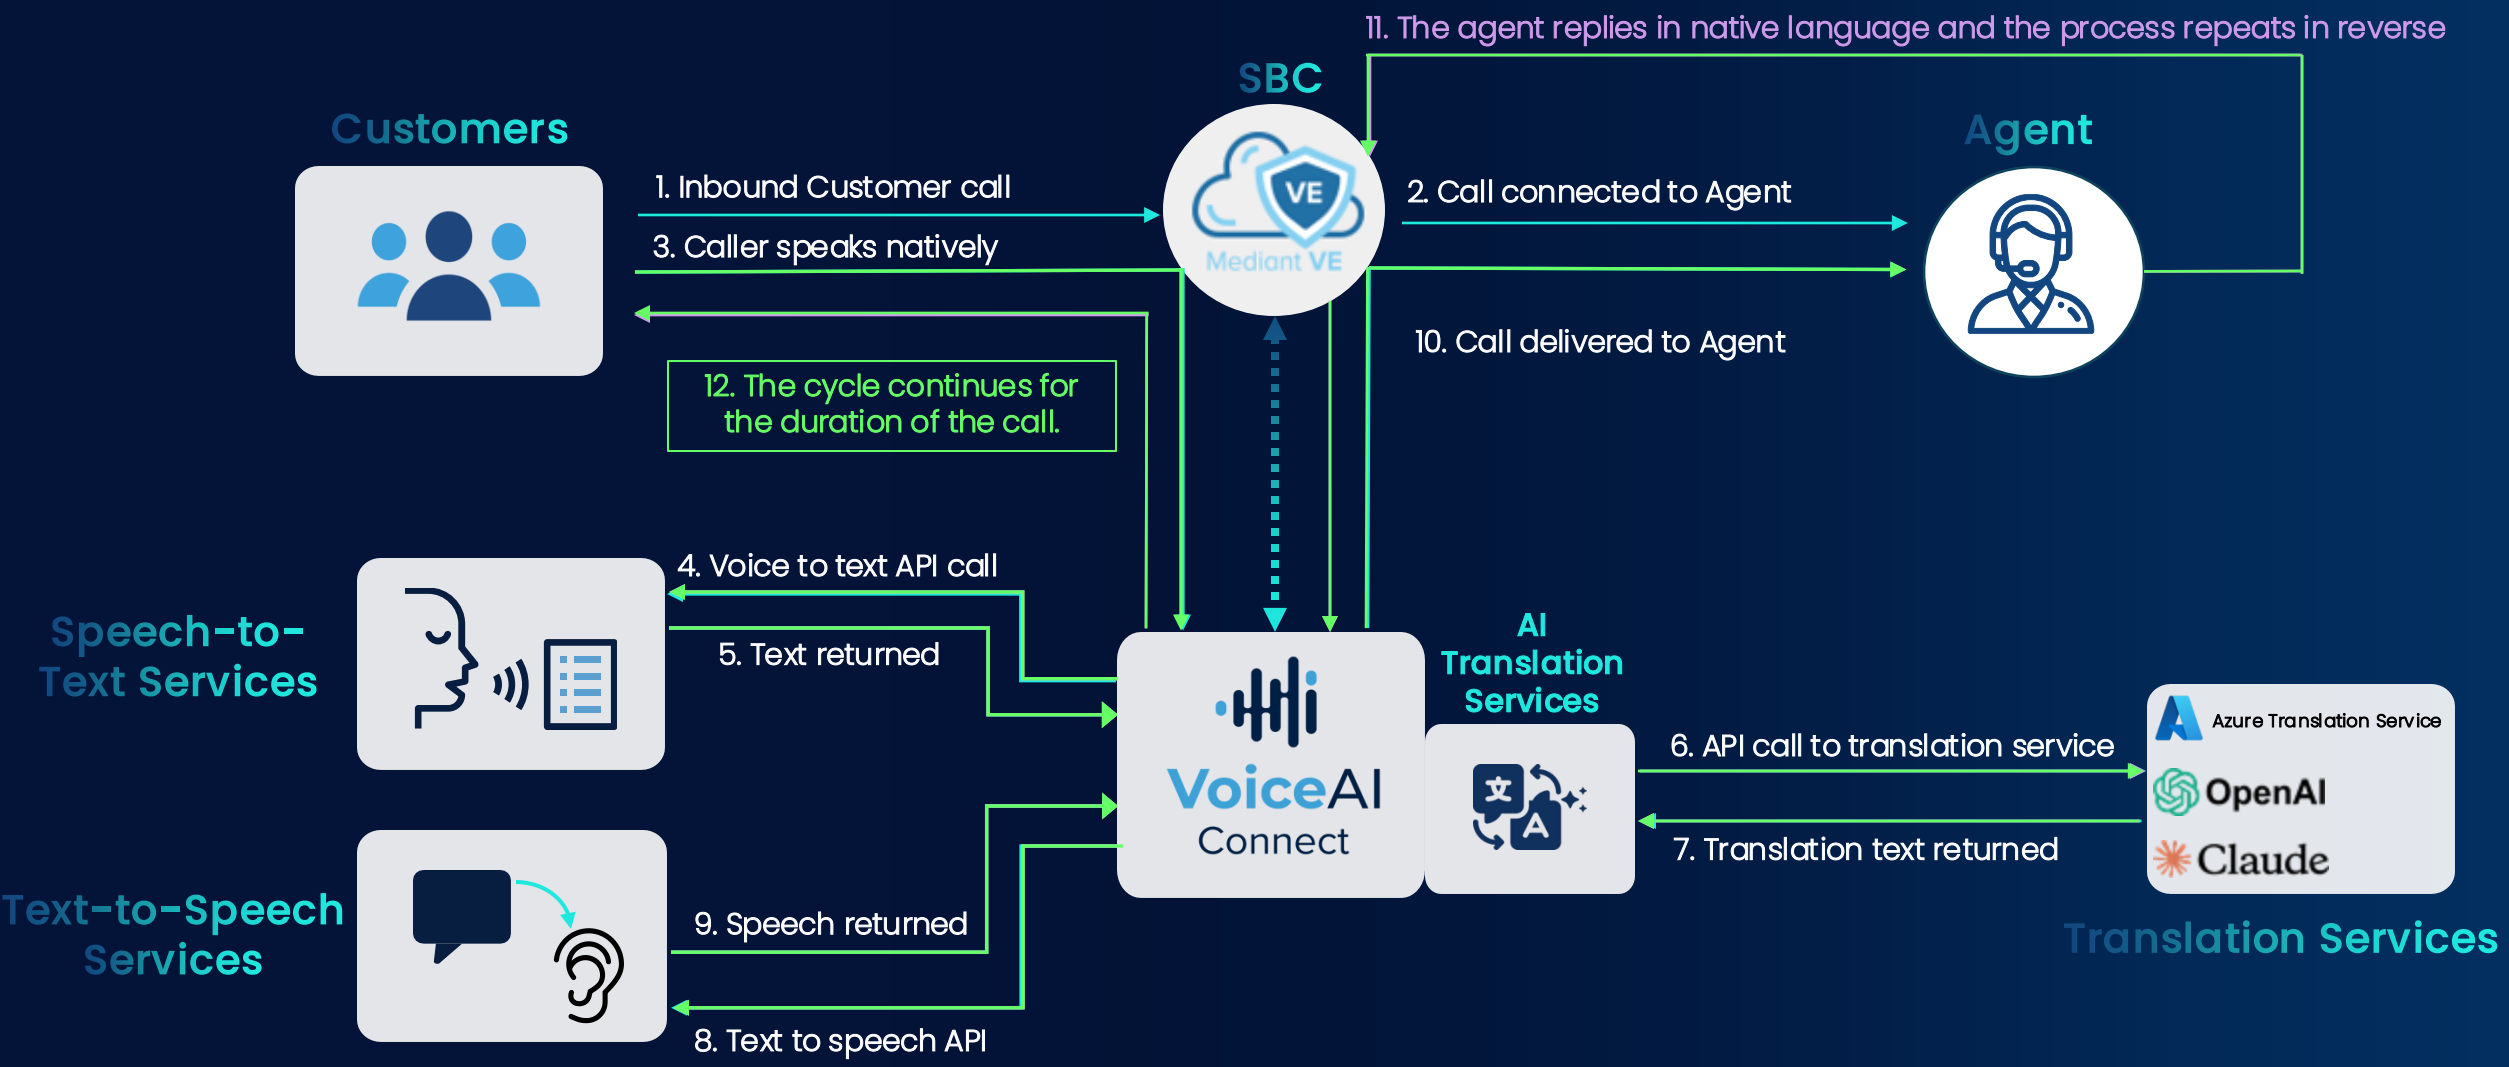 11. The agent replies in native language and the process repeats in reverse
SBC
Customers
Agent
1. Inbound Customer call
2. Call connected to Agent
VE
Mediant VE
3. Caller speaks natively
10. Call delivered to Agent
12. The cycle continues for
the duration of the call.
4. Voice to text API call
Speech-to-
Text Services
5. Text returned
AI
Translation
Services
VoiceAI
Connect
文
A
6. API call to translation service
7. Translation text returned
Azure Translation Service
OpenAI
Claude
Translation Services
Text-to-Speech
Services
9. Speech returned
8. Text to speech API